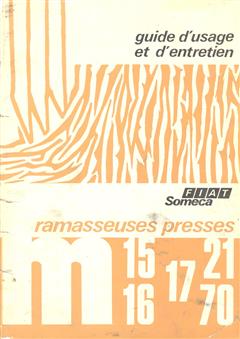 guide d'usage
et d'entretien
FIAT
Someca
ramasseuses presses
m 15 17 21
16 70